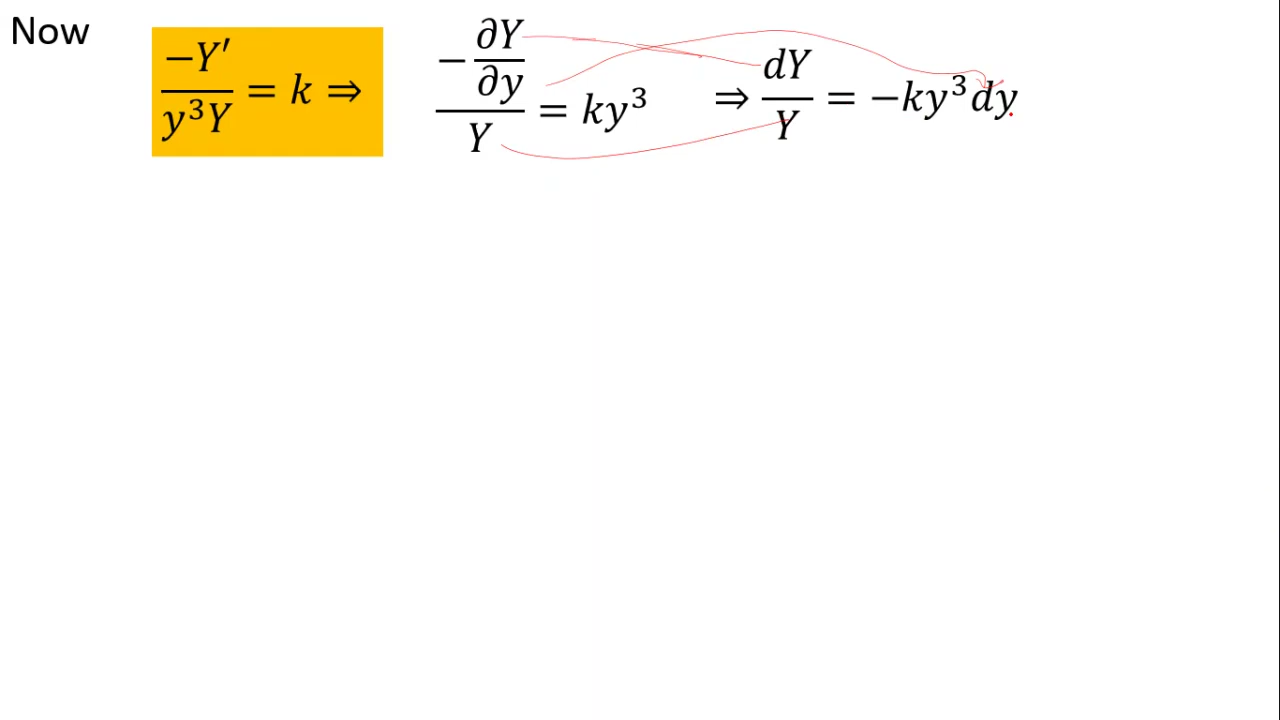 Now
−Y′/(y³Y) = k ⇒ (−∂Y/∂y)/Y = ky³ ⇒ dY/Y = −ky³dy